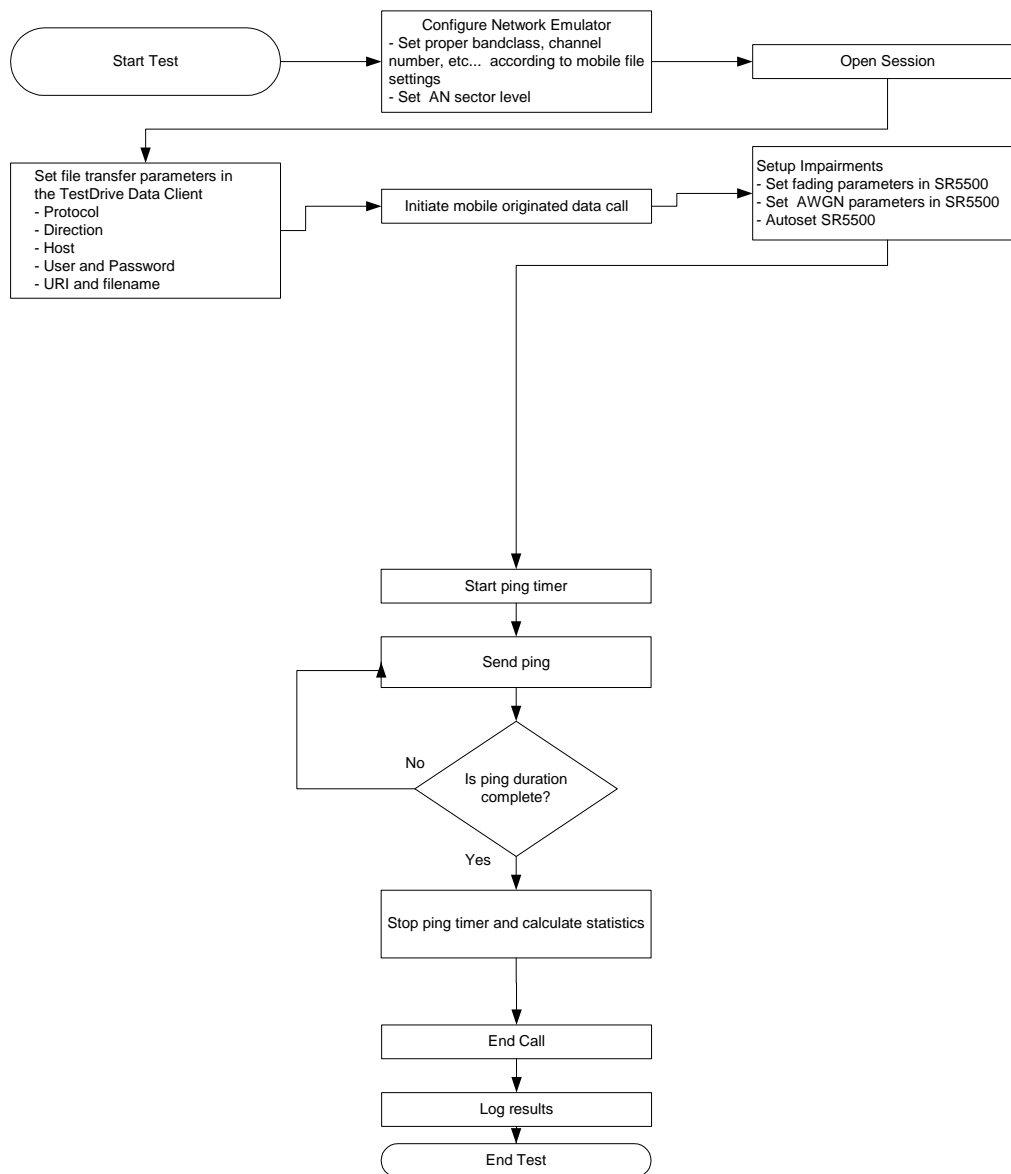 Start Test
Configure Network Emulator
- Set proper bandclass, channel
number, etc... according to mobile file
settings
- Set  AN sector level
Open Session
Set file transfer parameters in
the TestDrive Data Client
- Protocol
- Direction
- Host
- User and Password
- URI and filename
Initiate mobile originated data call
Setup Impairments
- Set fading parameters in SR5500
- Set  AWGN parameters in SR5500
- Autoset SR5500
Start ping timer
Send ping
No
Is ping duration
complete?
Yes
Stop ping timer and calculate statistics
End Call
Log results
End Test